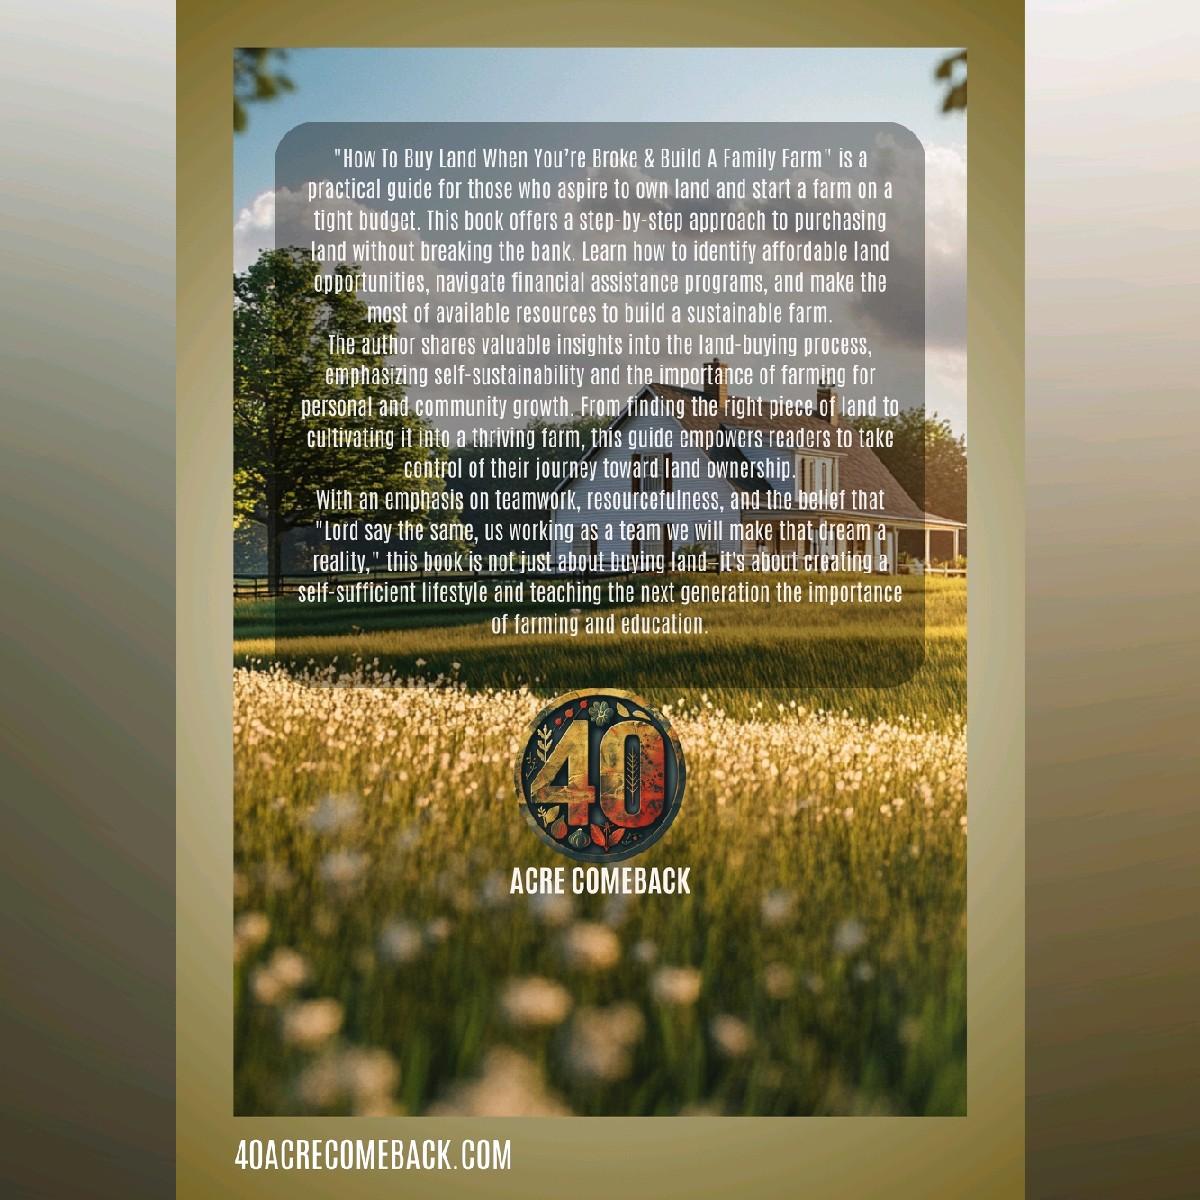 "How To Buy Land When You’re Broke & Build A Family Farm" is a
practical guide for those who aspire to own land and start a farm on a
tight budget. This book offers a step-by-step approach to purchasing
land without breaking the bank. Learn how to identify affordable land
opportunities, navigate financial assistance programs, and make the
most of available resources to build a sustainable farm.
The author shares valuable insights into the land-buying process,
emphasizing self-sustainability and the importance of farming for
personal and community growth. From finding the right piece of land to
cultivating it into a thriving farm, this guide empowers readers to take
control of their journey toward land ownership.
With an emphasis on teamwork, resourcefulness, and the belief that
"Lord say the same, us working as a team we will make that dream a
reality," this book is not just about buying land—it's about creating a
self-sufficient lifestyle and teaching the next generation the importance
of farming and education.
40
ACRE COMEBACK
40ACRECOMEBACK.COM